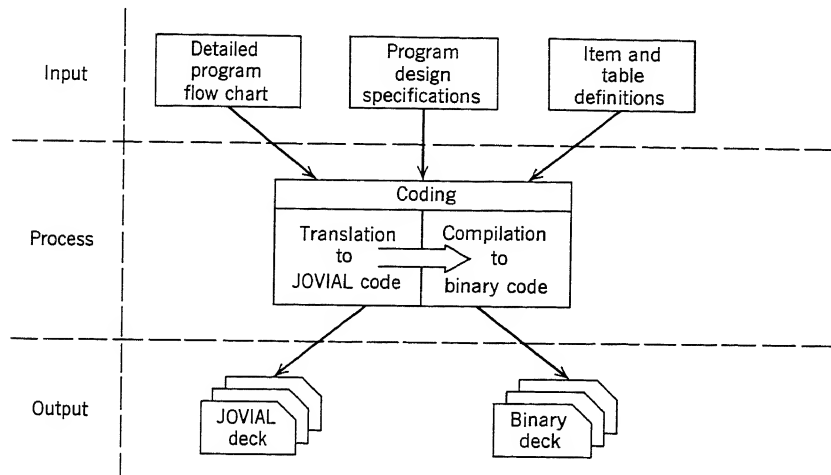 Input
Detailed
program
flow chart
Program
design
specifications
Item and
table
definitions
Process
Coding
Translation
to
JOVIAL code
Compilation
to
binary code
Output
JOVIAL
deck
Binary
deck